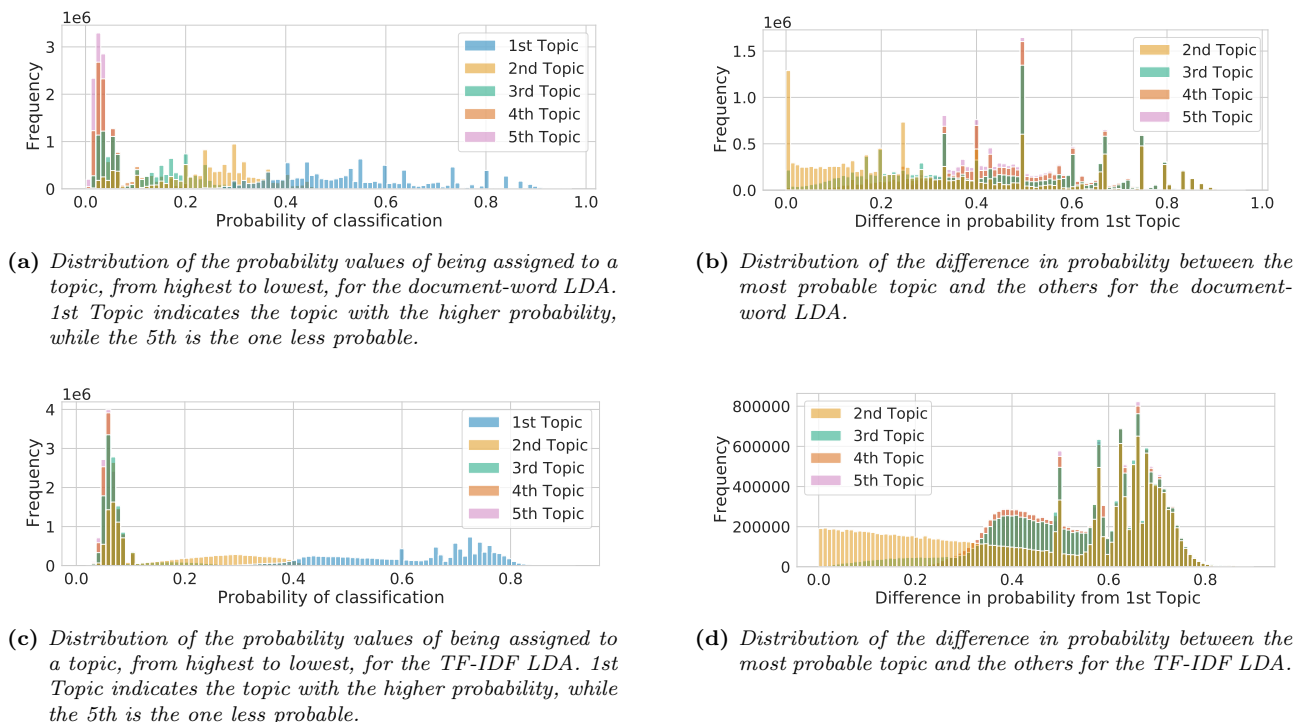 1e6
3
2
1
0
Frequency
0.0 0.2 0.4 0.6 0.8 1.0
Probability of classification
1st Topic
2nd Topic
3rd Topic
4th Topic
5th Topic
(a) Distribution of the probability values of being assigned to a
topic, from highest to lowest, for the document-word LDA.
1st Topic indicates the topic with the higher probability,
while the 5th is the one less probable.
1e6
1.5
1.0
0.5
0.0
Frequency
0.0 0.2 0.4 0.6 0.8 1.0
Difference in probability from 1st Topic
2nd Topic
3rd Topic
4th Topic
5th Topic
(b) Distribution of the difference in probability between the
most probable topic and the others for the document-
word LDA.
1e6
4
3
2
1
0
Frequency
0.0 0.2 0.4 0.6 0.8
Probability of classification
1st Topic
2nd Topic
3rd Topic
4th Topic
5th Topic
(c) Distribution of the probability values of being assigned to
a topic, from highest to lowest, for the TF-IDF LDA. 1st
Topic indicates the topic with the higher probability, while
the 5th is the one less probable.
800000
600000
400000
200000
0
Frequency
0.0 0.2 0.4 0.6 0.8
Difference in probability from 1st Topic
2nd Topic
3rd Topic
4th Topic
5th Topic
(d) Distribution of the difference in probability between the
most probable topic and the others for the TF-IDF LDA.